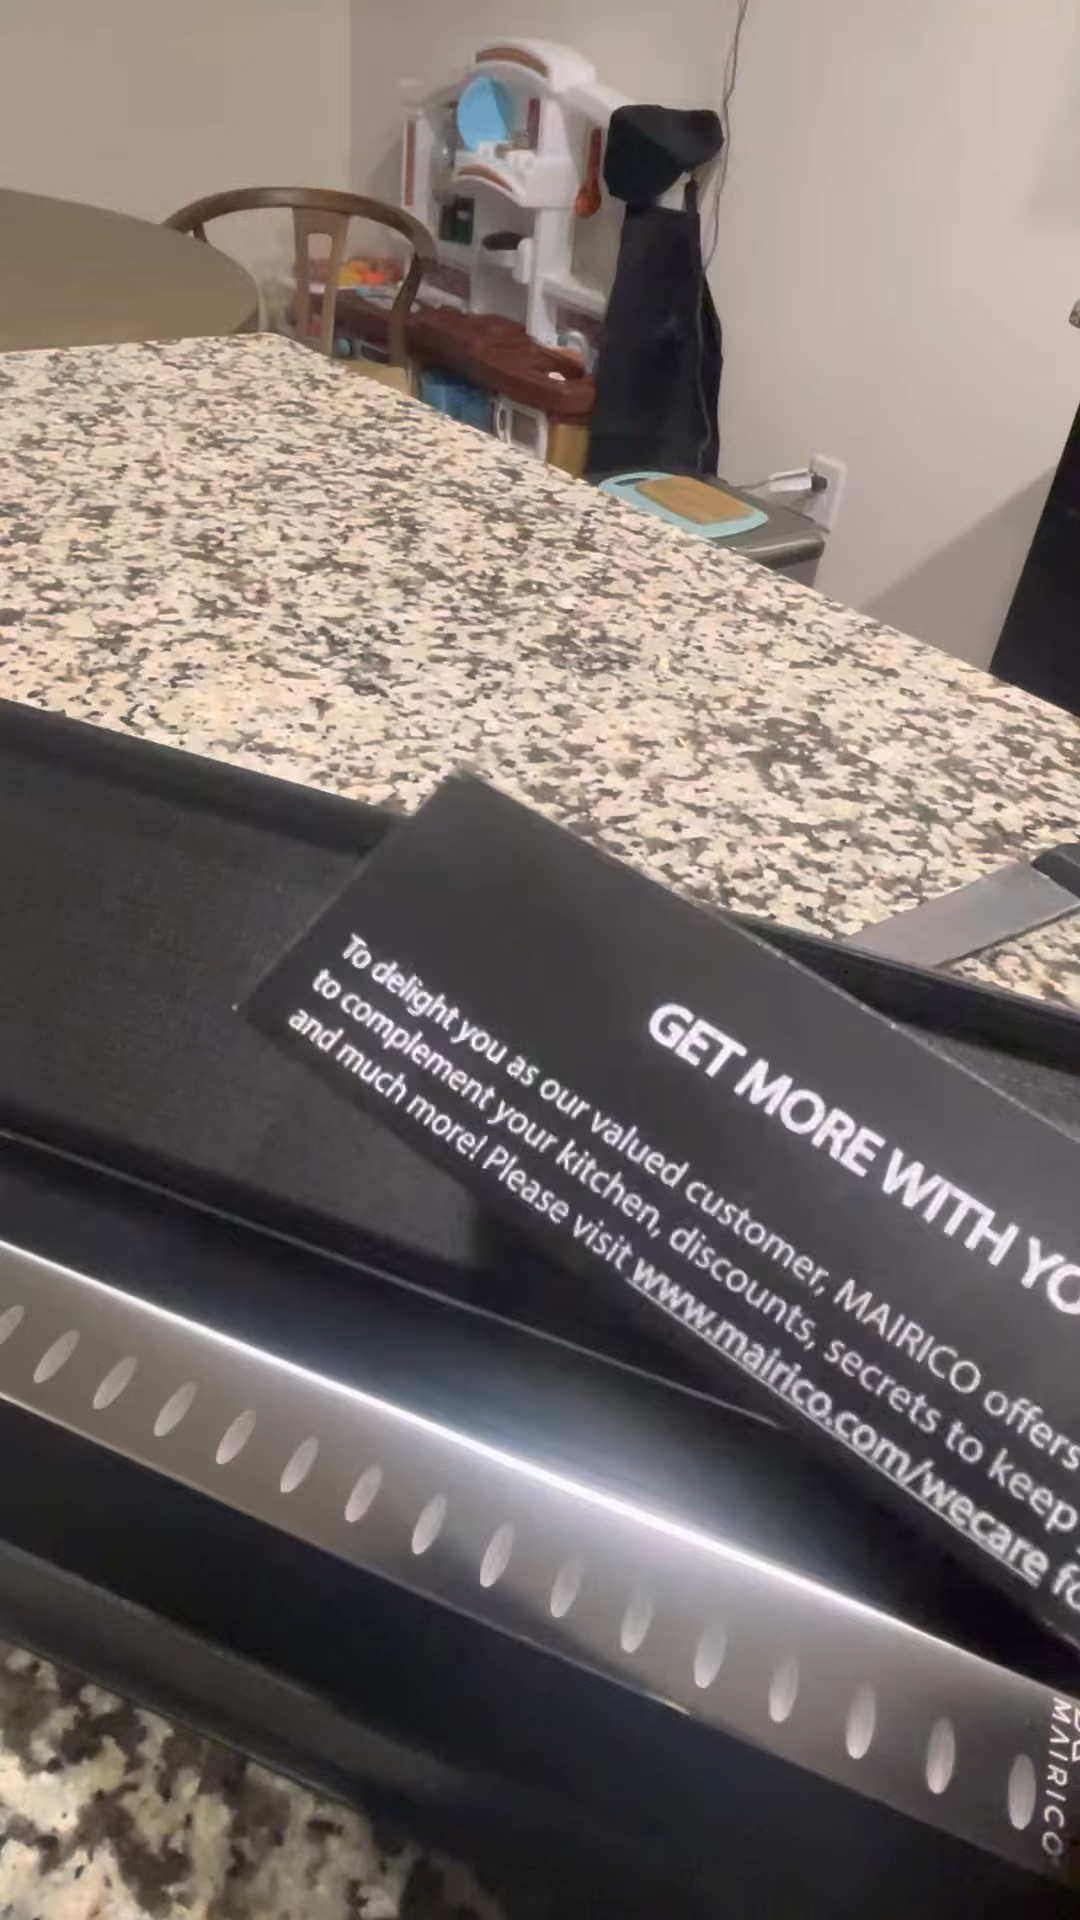 GET MORE WITH YO
To delight you as our valued customer, MAIRICO offers
to complement your kitchen, discounts, secrets to keep
and much more! Please visit www.mairico.com/wecare fo
MAIRICO